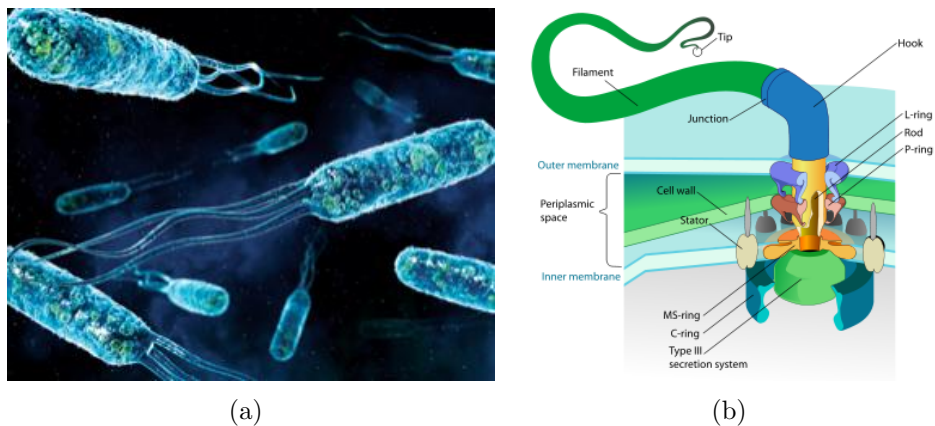 Tip
Hook
Filament
Junction
L-ring
Rod
P-ring
Outer membrane
Cell wall
Periplasmic
space
Stator
Inner membrane
MS-ring
C-ring
Type III
secretion system
(a)
(b)